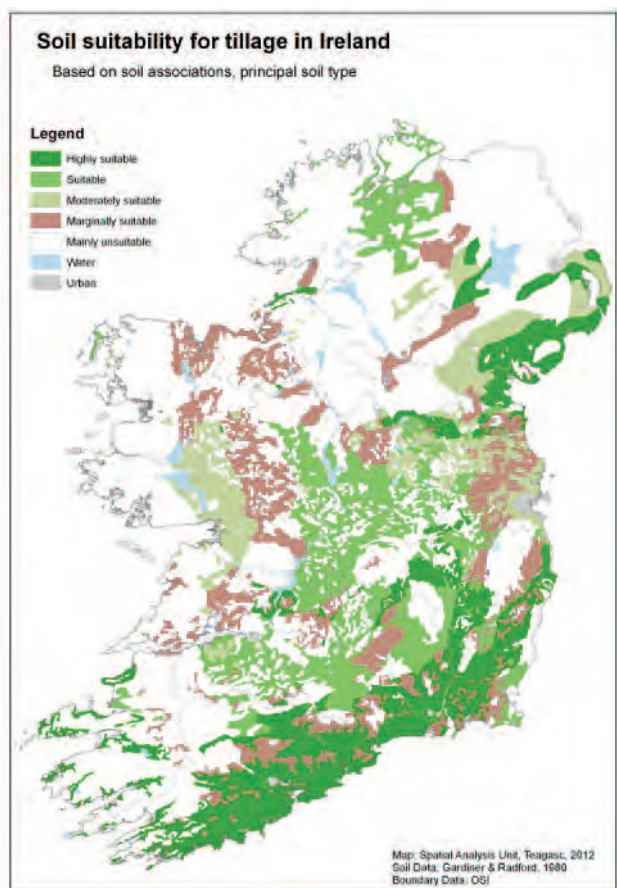 Soil suitability for tillage in Ireland
Based on soil associations, principal soil type
Legend
Highly suitable
Suitable
Moderately suitable
Marginally suitable
Mainly unsuitable
Water
Urban
Map: Spatial Analysis Unit, Teagasc, 2012
Soil Data: Gardiner & Radford, 1980
Boundary Data: OSI